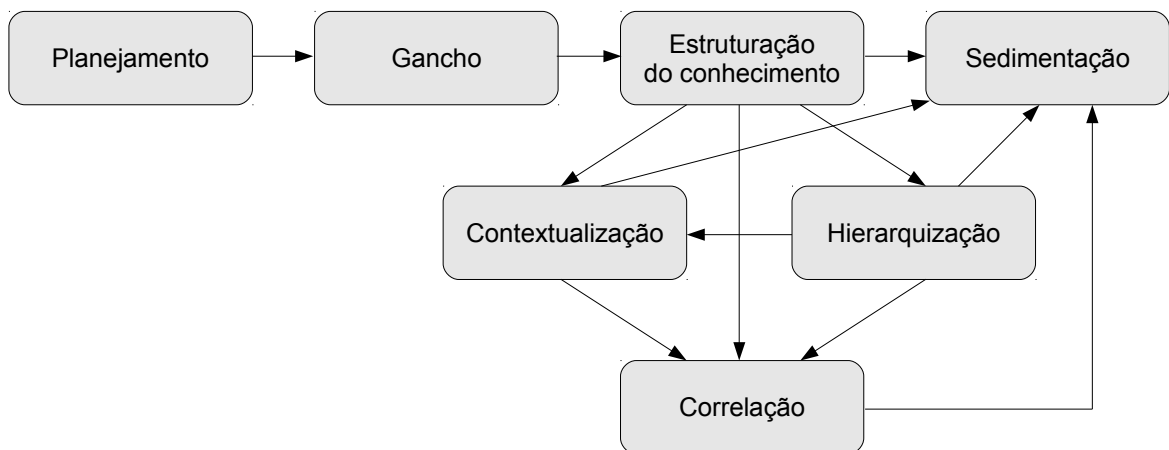 Planejamento
Gancho
Estruturação
do conhecimento
Sedimentação
Contextualização
Hierarquização
Correlação